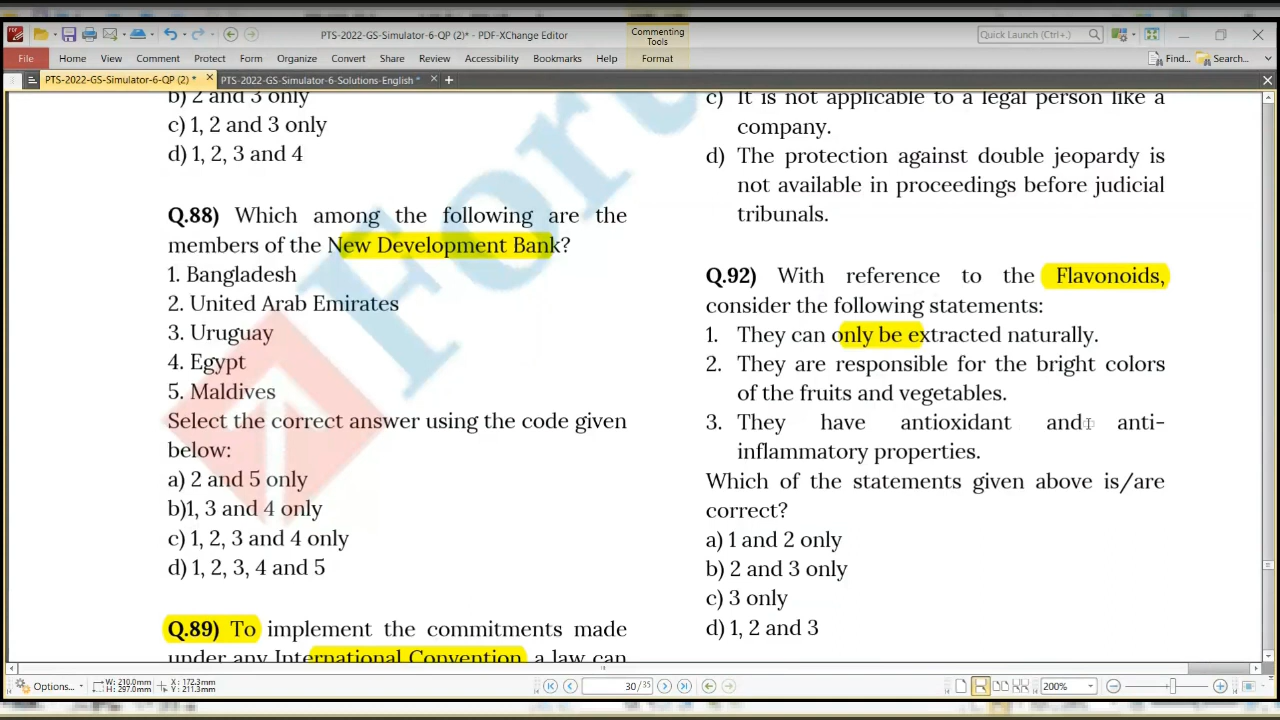 PTS-2022-GS-Simulator-6-QP (2)* - PDF-XChange Editor
Commenting Tools
Quick Launch (Ctrl+.)
File Home View Comment Protect Form Organize Convert Share Review Accessibility Bookmarks Help Format
Find... Search...
PTS-2022-GS-Simulator-6-QP (2) *
PTS-2022-GS-Simulator-6-Solutions-English *
b) 2 and 3 only
c) 1, 2 and 3 only
d) 1, 2, 3 and 4
Q.88) Which among the following are the
members of the New Development Bank?
1. Bangladesh
2. United Arab Emirates
3. Uruguay
4. Egypt
5. Maldives
Select the correct answer using the code given
below:
a) 2 and 5 only
b)1, 3 and 4 only
c) 1, 2, 3 and 4 only
d) 1, 2, 3, 4 and 5
Q.89) To implement the commitments made
under any International Convention, a law can
c) It is not applicable to a legal person like a
company.
d) The protection against double jeopardy is
not available in proceedings before judicial
tribunals.
Q.92) With reference to the Flavonoids,
consider the following statements:
1. They can only be extracted naturally.
2. They are responsible for the bright colors
of the fruits and vegetables.
3. They have antioxidant and anti-
inflammatory properties.
Which of the statements given above is/are
correct?
a) 1 and 2 only
b) 2 and 3 only
c) 3 only
d) 1, 2 and 3
For
Options...
W: 210.0mm
H: 297.0mm
X: 172.3mm
Y: 211.3mm
30/35
200%